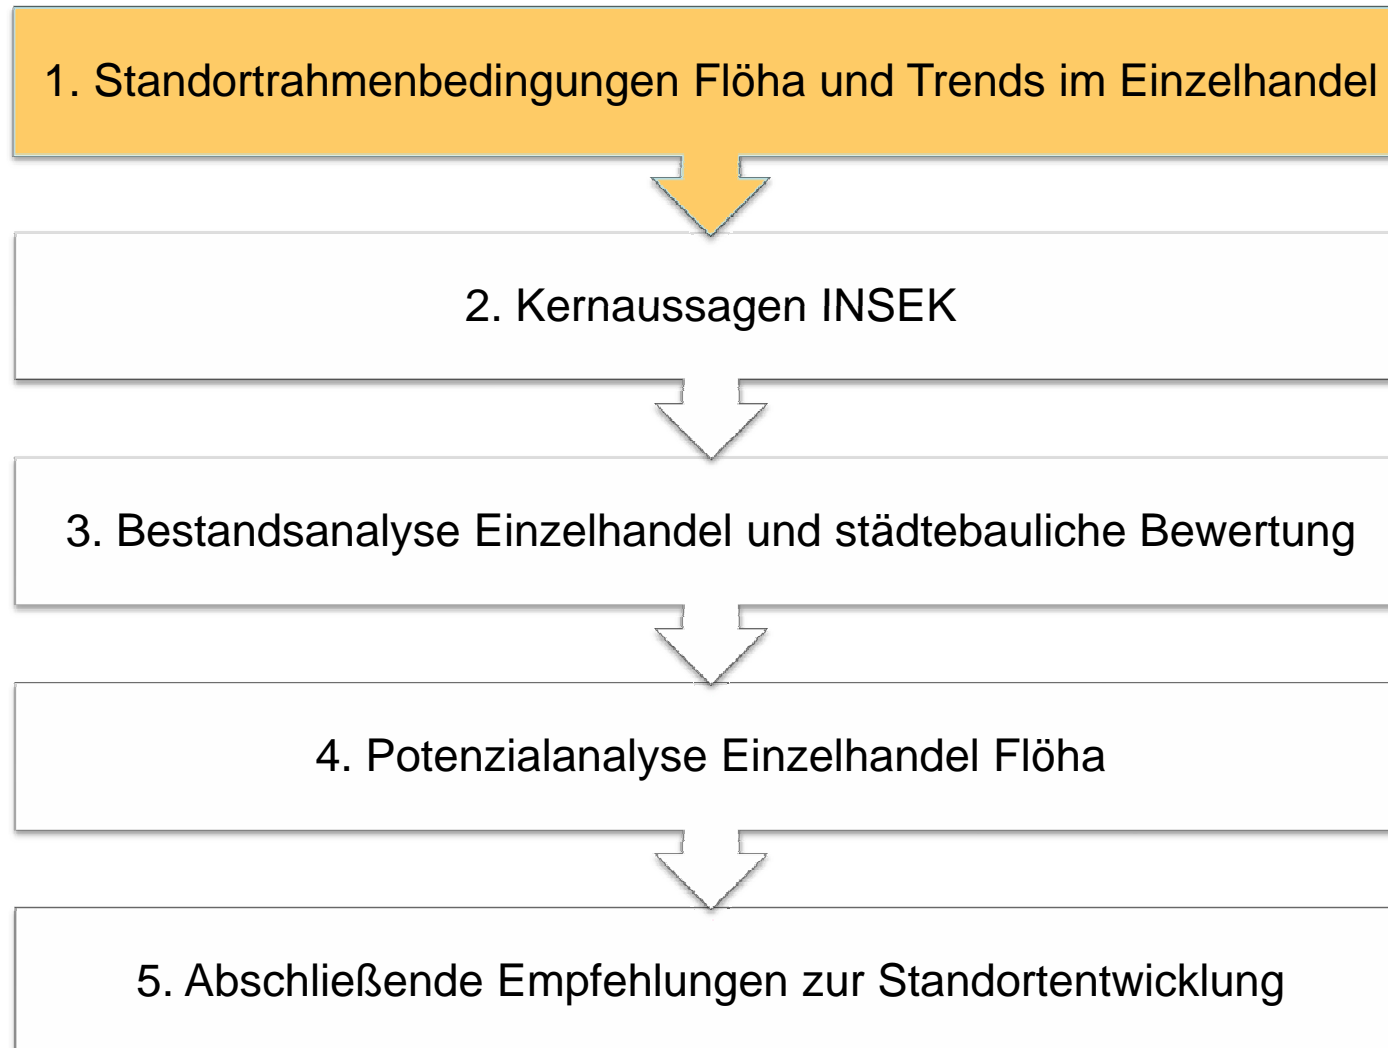 1. Standortrahmenbedingungen Flöha und Trends im Einzelhandel
2. Kernaussagen INSEK
3. Bestandsanalyse Einzelhandel und städtebauliche Bewertung
4. Potenzialanalyse Einzelhandel Flöha
5. Abschließende Empfehlungen zur Standortentwicklung